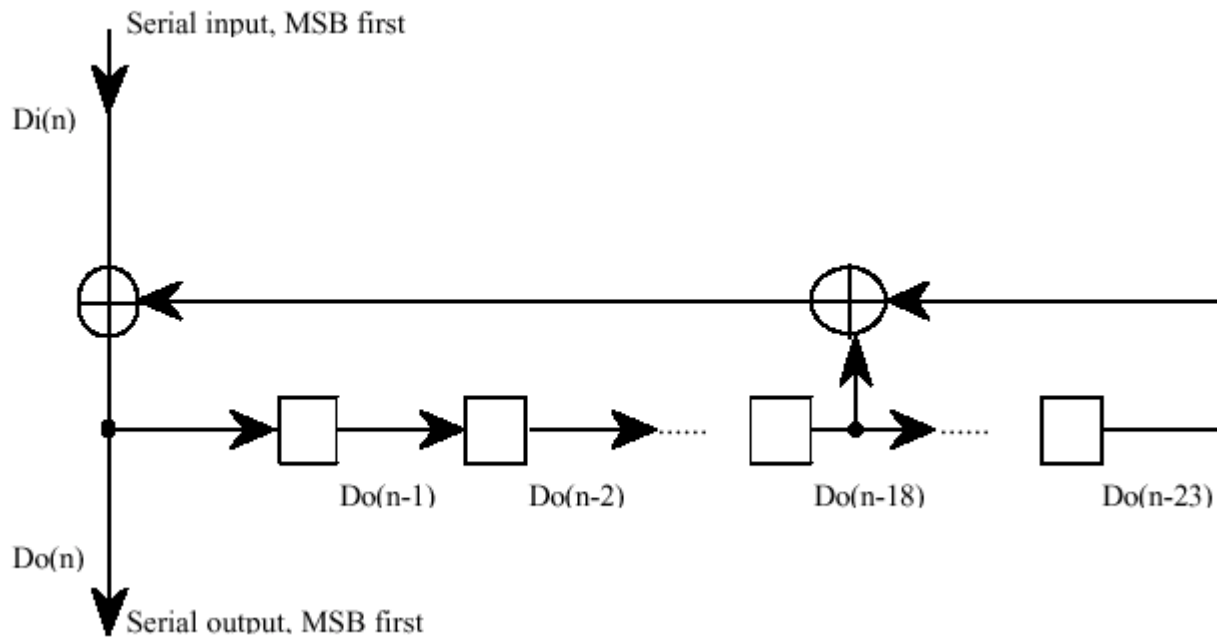 Serial input, MSB first
Di(n)
Do(n-1)
Do(n-2)
......
Do(n-18)
......
Do(n-23)
Do(n)
Serial output, MSB first